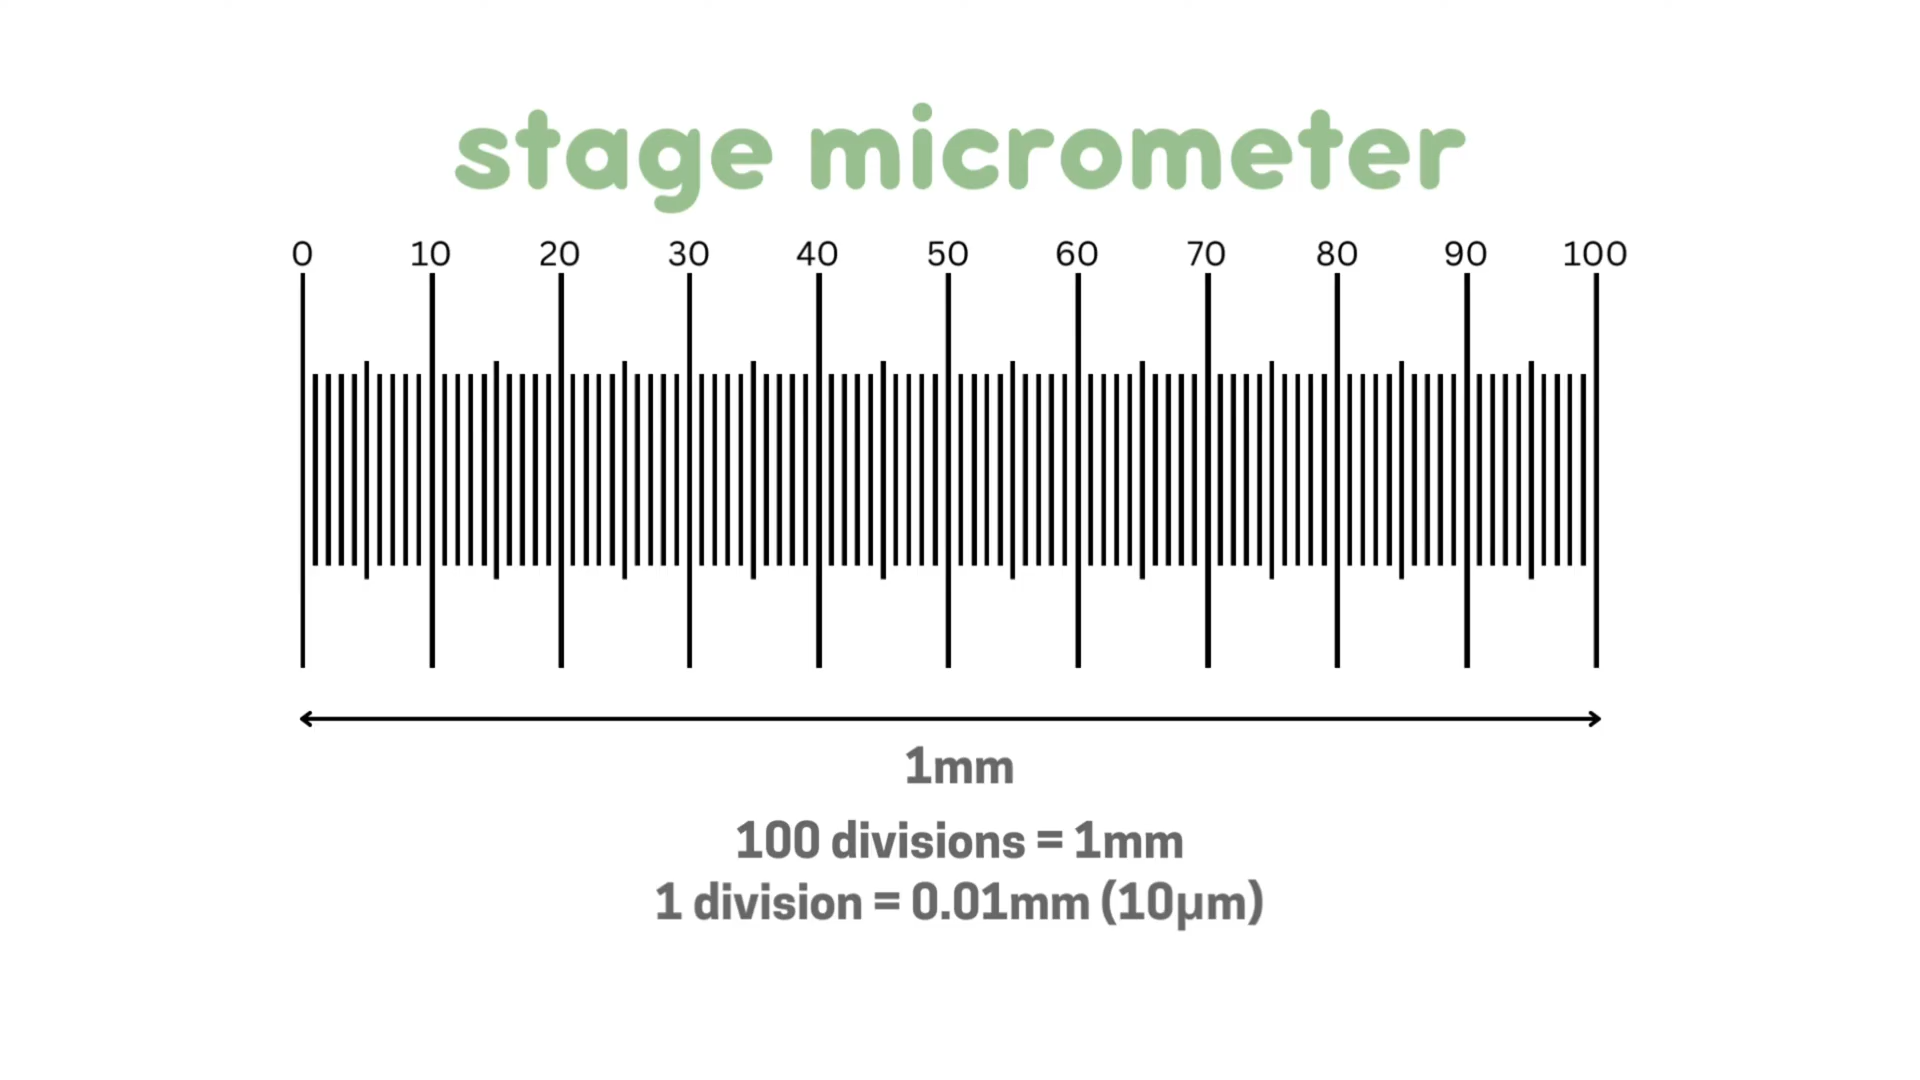 stage micrometer
0 10 20 30 40 50 60 70 80 90 100
1mm
100 divisions = 1mm
1 division = 0.01mm (10µm)